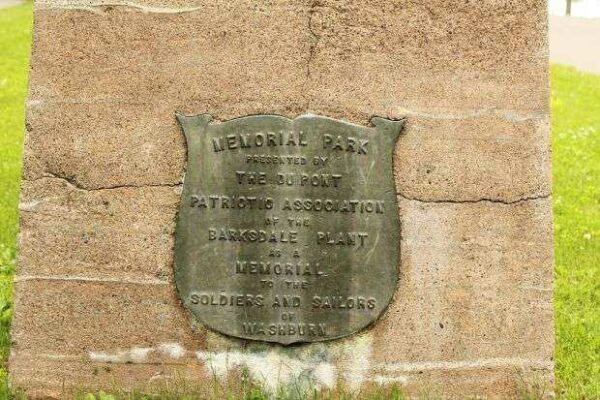 MEMORIAL PARK
PRESENTED BY
THE DU PONT
PATRIOTIC ASSOCIATION
OF THE
BARKSDALE PLANT
AS A
MEMORIAL
TO THE
SOLDIERS AND SAILORS
OF
WASHBURN